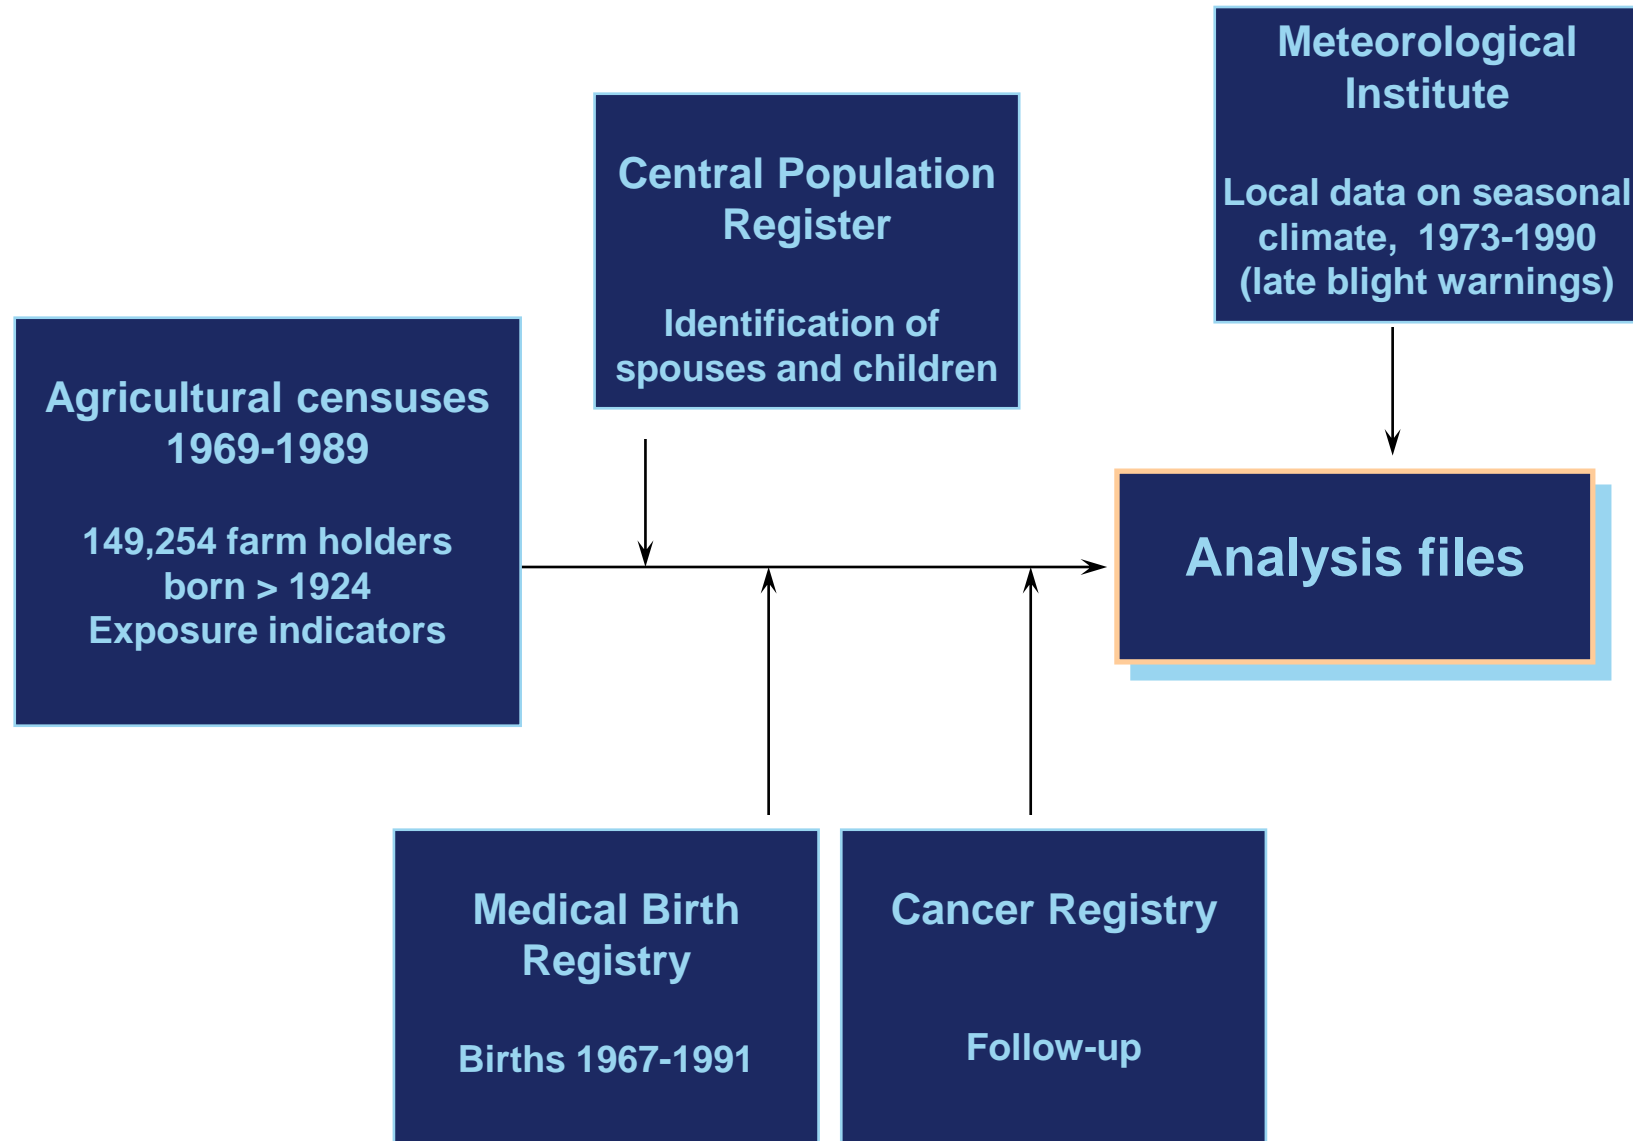 Meteorological
Institute
Local data on seasonal
climate, 1973-1990
(late blight warnings)
Central Population
Register
Identification of
spouses and children
Agricultural censuses
1969-1989
149,254 farm holders
born > 1924
Exposure indicators
Analysis files
Medical Birth
Registry
Births 1967-1991
Cancer Registry
Follow-up